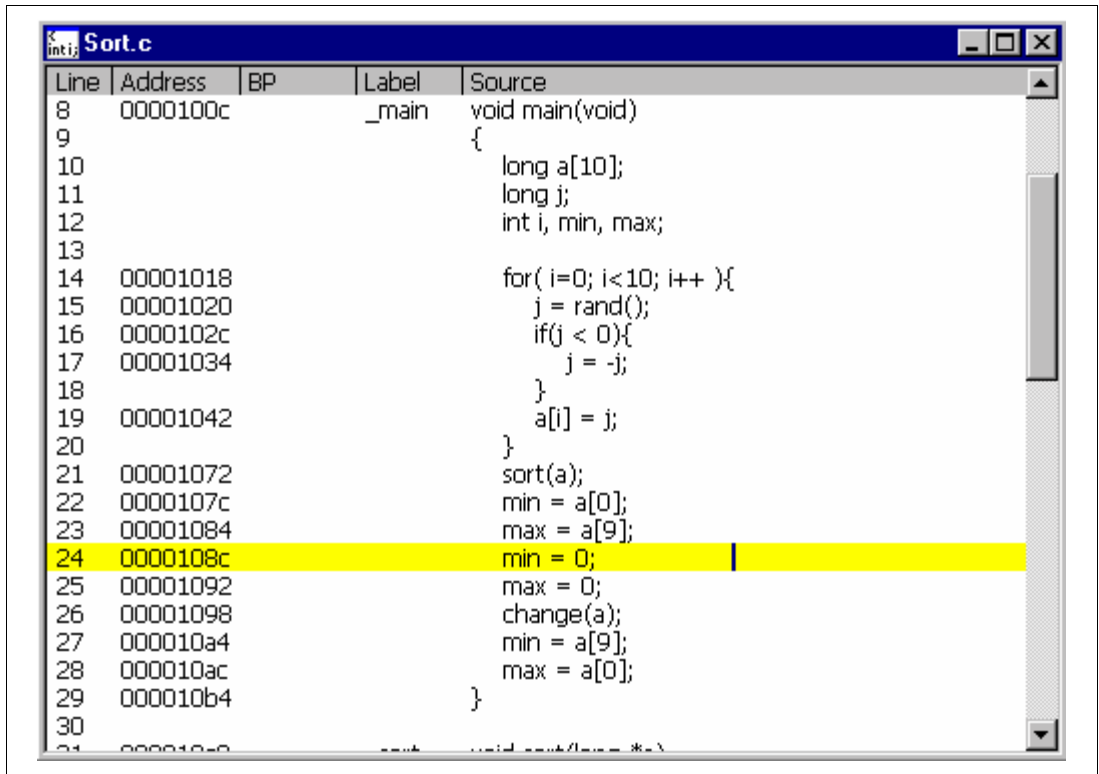 int i; Sort.c
Line Address BP Label Source
8 0000100c _main void main(void)
9 {
10 long a[10];
11 long j;
12 int i, min, max;
13
14 00001018 for( i=0; i<10; i++ ){
15 00001020 j = rand();
16 0000102c if(j < 0){
17 00001034 j = -j;
18 }
19 00001042 a[i] = j;
20 }
21 00001072 sort(a);
22 0000107c min = a[0];
23 00001084 max = a[9];
24 0000108c min = 0;
25 00001092 max = 0;
26 00001098 change(a);
27 000010a4 min = a[9];
28 000010ac max = a[0];
29 000010b4 }
30